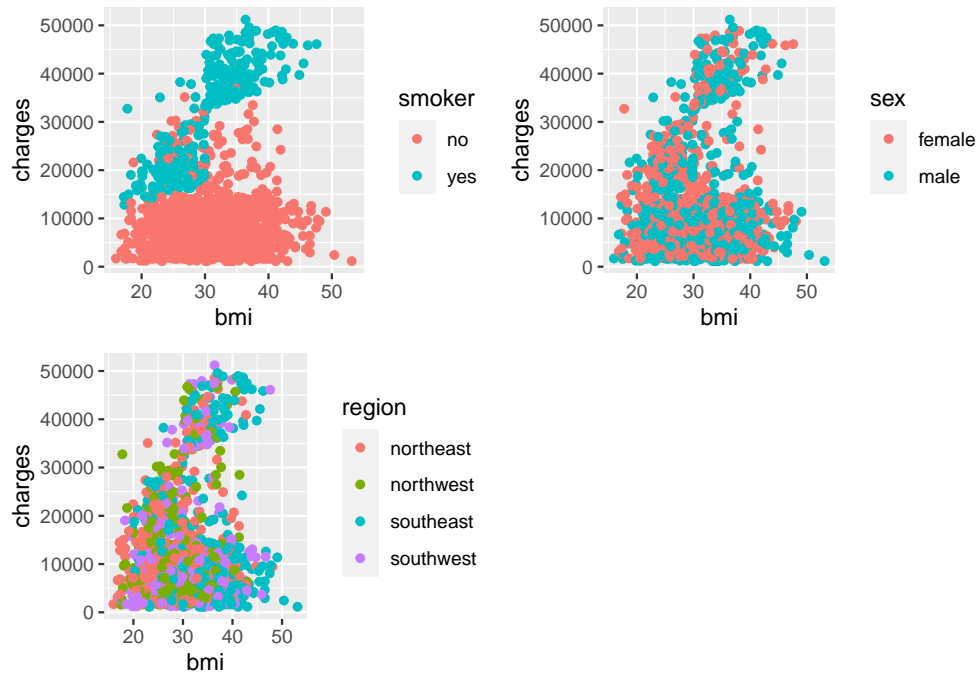 50000
40000
30000
20000
10000
0
charges
20 30 40 50
bmi
smoker
no
yes
50000
40000
30000
20000
10000
0
charges
20 30 40 50
bmi
sex
female
male
50000
40000
30000
20000
10000
0
charges
20 30 40 50
bmi
region
northeast
northwest
southeast
southwest